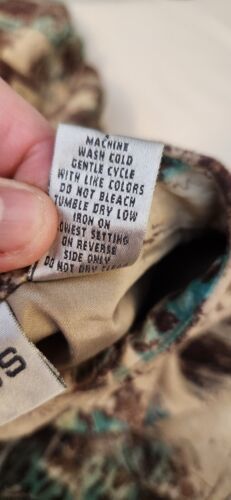 MACHINE
WASH COLD
GENTLE CYCLE
WITH LIKE COLORS
DO NOT BLEACH
TUMBLE DRY LOW
IRON ON
LOWEST SETTING
ON REVERSE
SIDE ONLY
DO NOT DRY
S